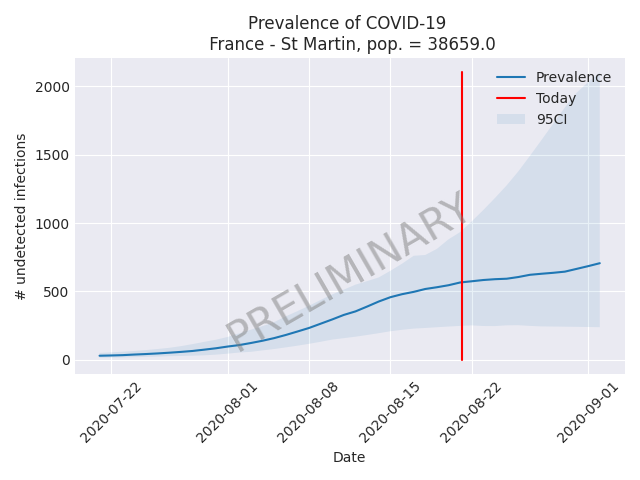 Prevalence of COVID-19
France - St Martin, pop. = 38659.0
Prevalence
Today
95CI
2000
1500
1000
500
0
# undetected infections
PRELIMINARY
2020-07-22
2020-08-01
2020-08-08
2020-08-15
2020-08-22
2020-09-01
Date